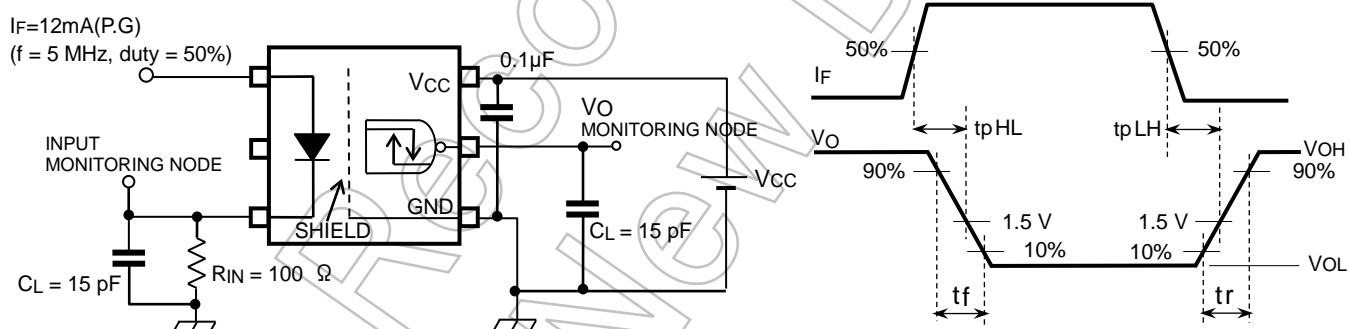 IF=12mA(P.G)
(f = 5 MHz, duty = 50%)
INPUT
MONITORING NODE
CL = 15 pF
RIN = 100 Ω
SHIELD
VCC
GND
0.1μF
VO
MONITORING NODE
CL = 15 pF
VCC
50%
50%
IF
tpHL
tpLH
VO
VOH
90%
90%
1.5 V
1.5 V
10%
10%
VOL
tf
tr
Reco
New D